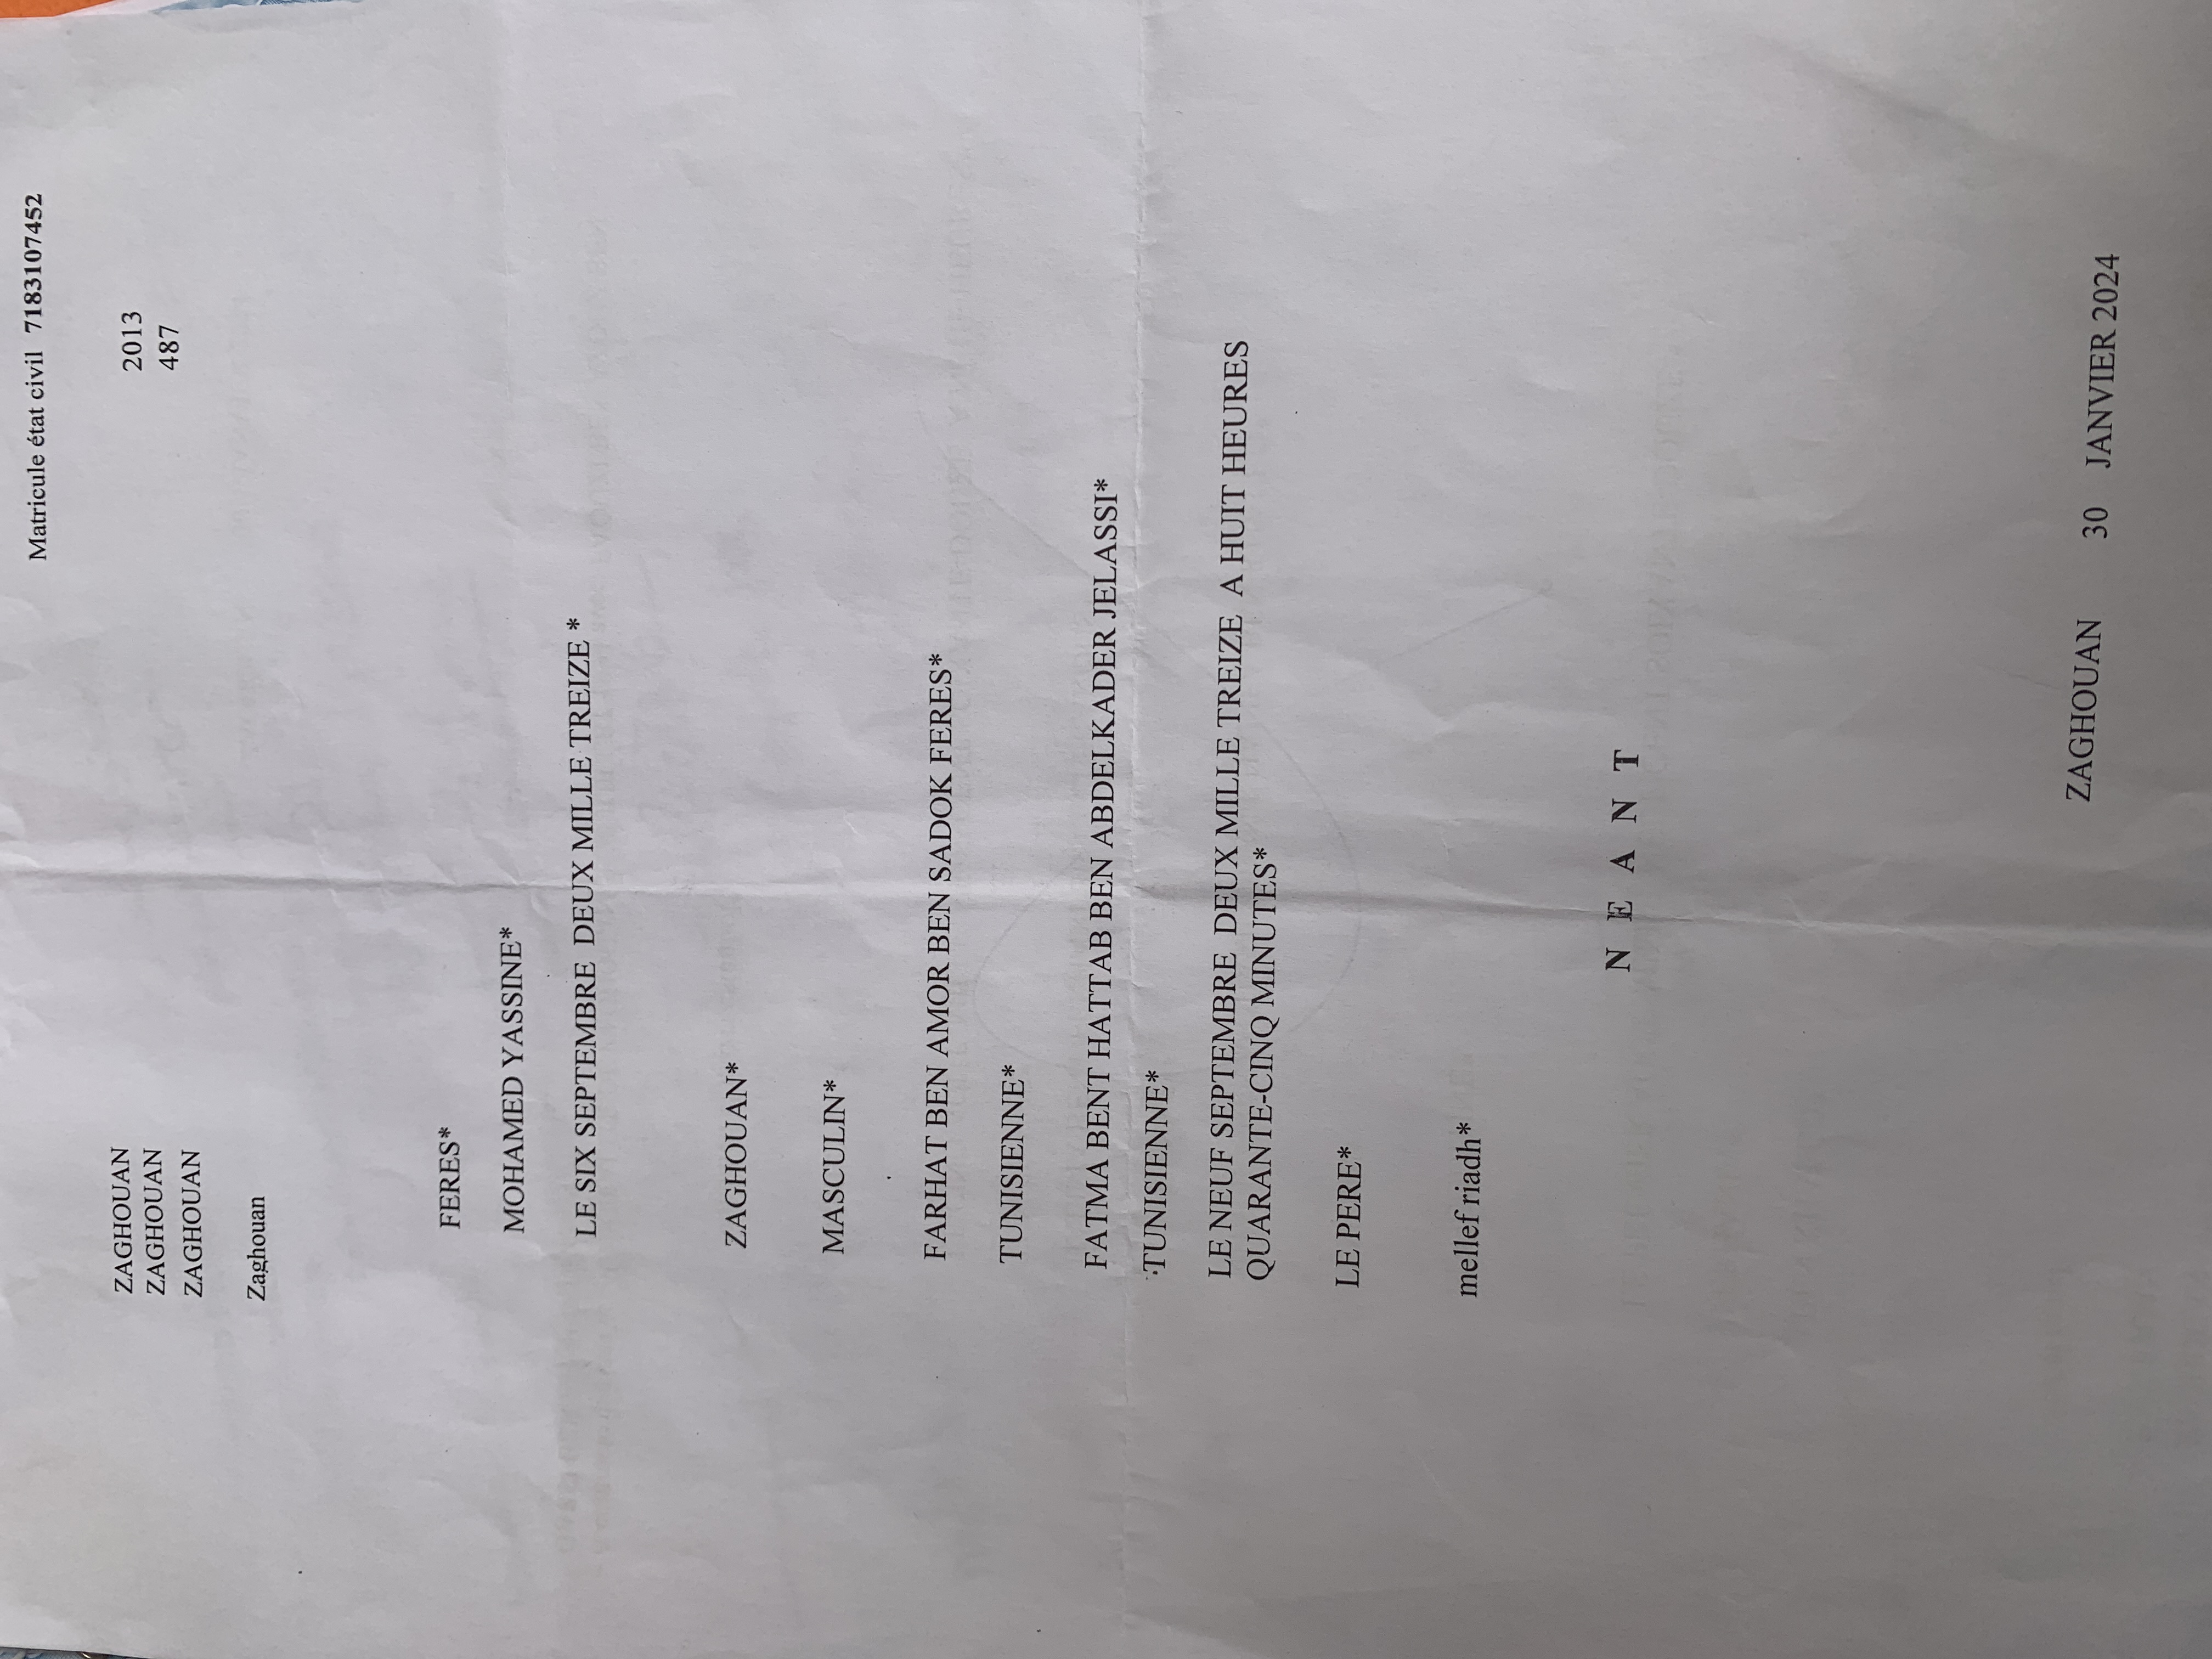 Matricule état civil 7183107452
ZAGHOUAN 2013
ZAGHOUAN 487
ZAGHOUAN
Zaghouan
FERES*
MOHAMED YASSINE*
LE SIX SEPTEMBRE DEUX MILLE TREIZE *
ZAGHOUAN*
MASCULIN*
FARHAT BEN AMOR BEN SADOK FERES*
TUNISIENNE*
FATMA BENT HATTAB BEN ABDELKADER JELASSI*
TUNISIENNE*
LE NEUF SEPTEMBRE DEUX MILLE TREIZE A HUIT HEURES
QUARANTE-CINQ MINUTES*
LE PERE*
mellef riadh*
N E A N T
ZAGHOUAN 30 JANVIER 2024